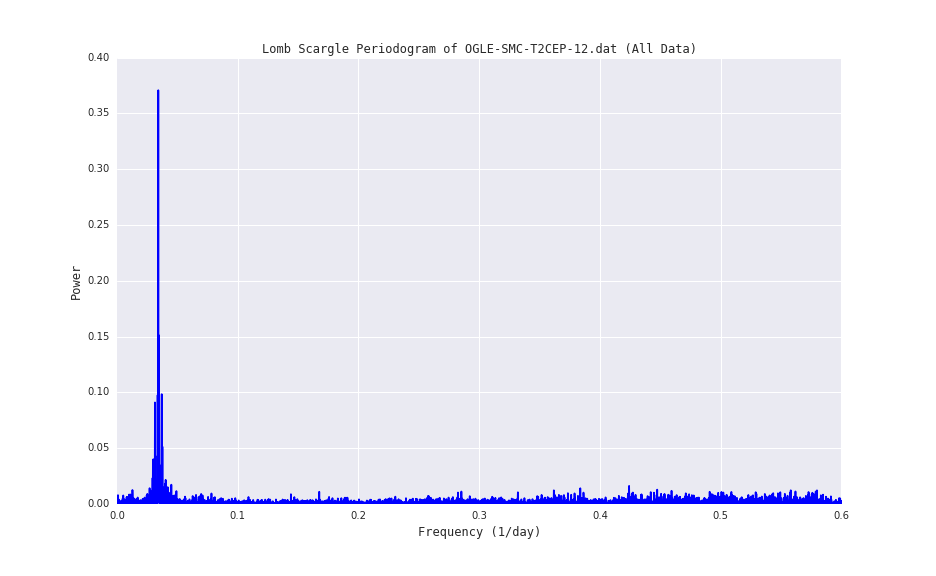 Lomb Scargle Periodogram of OGLE-SMC-T2CEP-12.dat (All Data)
0.40
0.35
0.30
0.25
0.20
0.15
0.10
0.05
0.00
Power
0.0 0.1 0.2 0.3 0.4 0.5 0.6
Frequency (1/day)